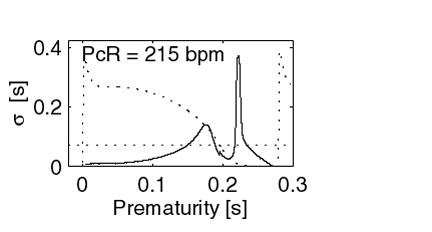 0.4
PcR = 215 bpm
σ [s]
0.2
0
0 0.1 0.2 0.3
Prematurity [s]